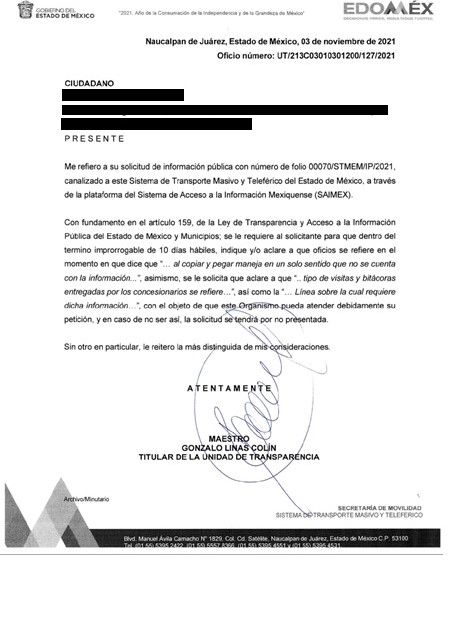 GOBIERNO DEL
ESTADO DE MÉXICO
"2021. Año de la Consumación de la Independencia y de la Grandeza de México"
EDOMÉX
DECISIONES FIRMES, RESULTADOS FUERTES.
Naucalpan de Juárez, Estado de México, 03 de noviembre de 2021
Oficio número: UT/213C03010301200/127/2021
CIUDADANO
P R E S E N T E
Me refiero a su solicitud de información pública con número de folio 00070/STMEM/IP/2021,
canalizado a este Sistema de Transporte Masivo y Teleférico del Estado de México, a través
de la plataforma del Sistema de Acceso a la Información Mexiquense (SAIMEX).
Con fundamento en el artículo 159, de la Ley de Transparencia y Acceso a la Información
Pública del Estado de México y Municipios; se le requiere al solicitante para que dentro del
termino improrrogable de 10 días hábiles, indique y/o aclare a que oficios se refiere en el
momento en que dice que "… al copiar y pegar maneja en un solo sentido que no se cuenta
con la información...", asimismo, se le solicita que aclare a que "...tipo de visitas y bitácoras
entregadas por los concesionarios se refiere…", así como la "… Línea sobre la cual requiere
dicha información…", con el objeto de que este Organismo pueda atender debidamente su
petición, y en caso de no ser así, la solicitud se tendrá por no presentada.
Sin otro en particular, le reitero la más distinguida de mis consideraciones.
A T E N T A M E N T E
MAESTRO
GONZALO LIÑAS COLÍN
TITULAR DE LA UNIDAD DE TRANSPARENCIA
Archivo/Minutario
SECRETARÍA DE MOVILIDAD
SISTEMA DE TRANSPORTE MASIVO Y TELEFÉRICO
Blvd. Manuel Ávila Camacho N° 1829, Col. Cd. Satélite, Naucalpan de Juárez, Estado de México C.P. 53100
Tel. (01 55) 5395 2422, (01 55) 5557 8366, (01 55) 5395 4551 y (01 55) 5395 4531.